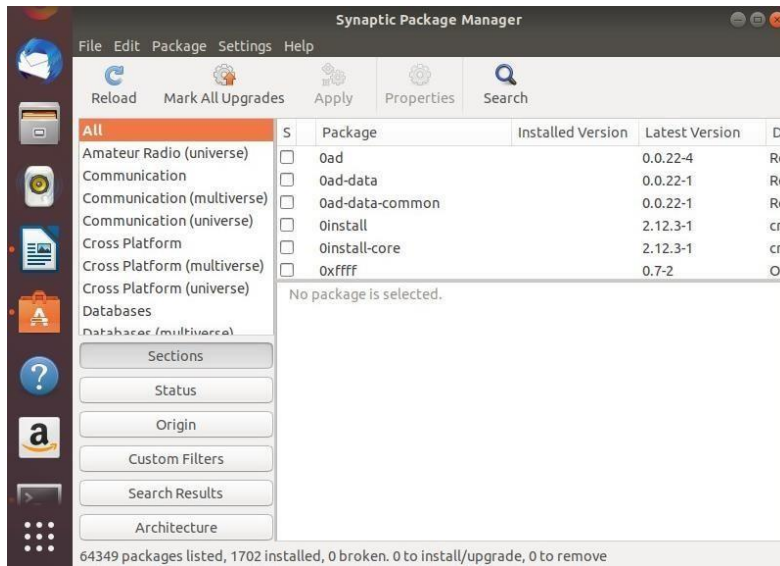 Synaptic Package Manager
File Edit Package Settings Help
Reload Mark All Upgrades Apply Properties Search
All
Amateur Radio (universe)
Communication
Communication (multiverse)
Communication (universe)
Cross Platform
Cross Platform (multiverse)
Cross Platform (universe)
Databases
Databases (multiverse)
S Package Installed Version Latest Version D
0ad 0.0.22-4 R
0ad-data 0.0.22-1 R
0ad-data-common 0.0.22-1 R
0install 2.12.3-1 cr
0install-core 2.12.3-1 cr
0xffff 0.7-2 O
No package is selected.
Sections
Status
Origin
Custom Filters
Search Results
Architecture
64349 packages listed, 1702 installed, 0 broken. 0 to install/upgrade, 0 to remove
A
?
a
>_